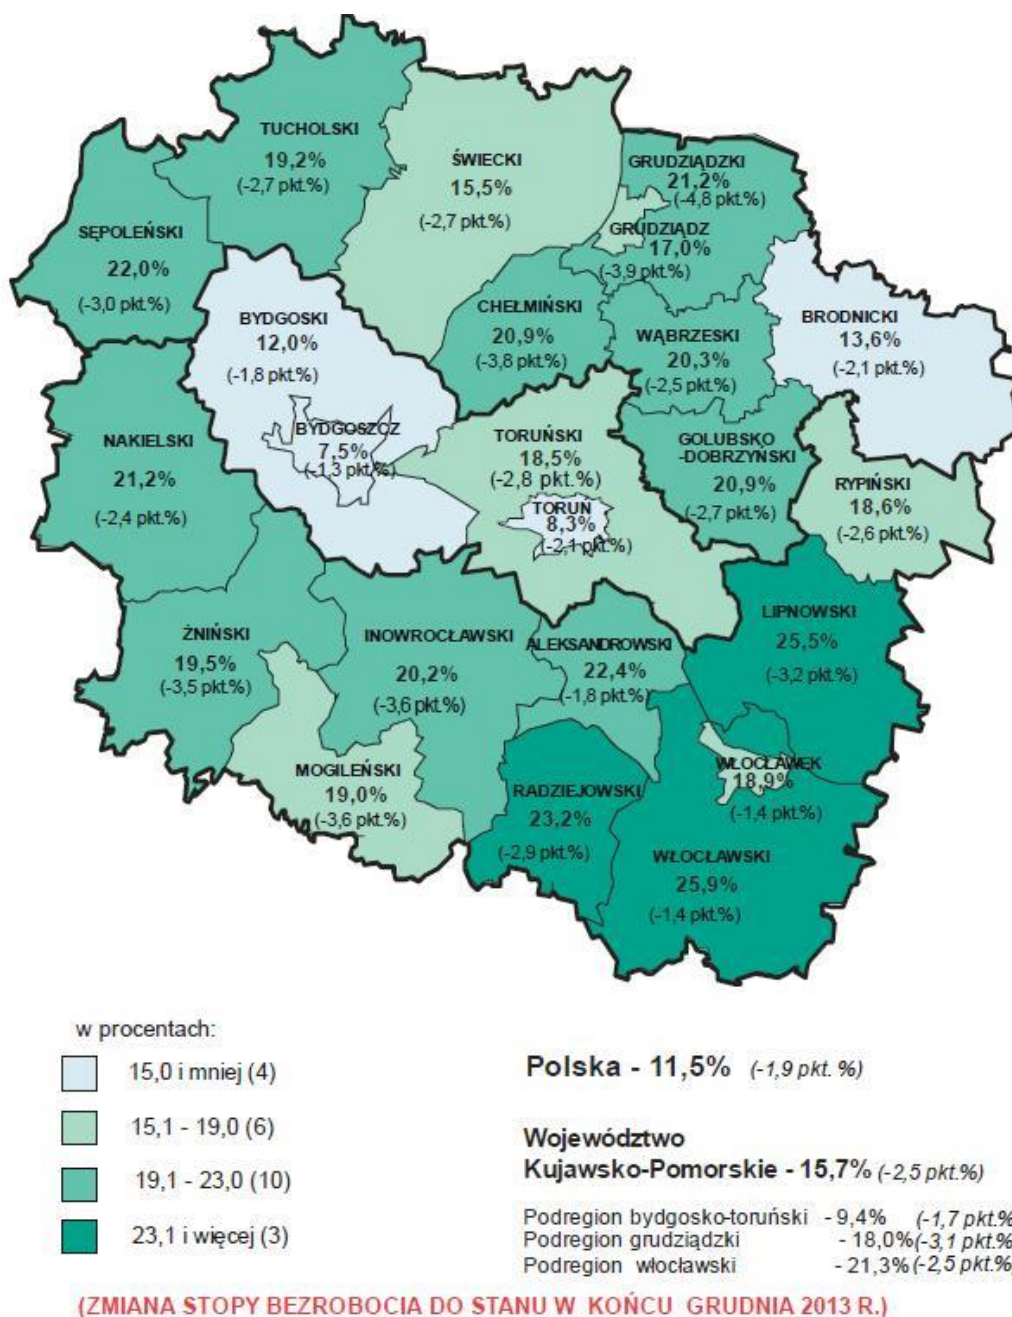 TUCHOLSKI
19,2%
(-2,7 pkt.%)
ŚWIECKI
15,5%
(-2,7 pkt.%)
GRUDZIĄDZKI
21,2%
(-4,8 pkt.%)
GRUDZIĄDZ
17,0%
(-3,9 pkt.%)
SĘPOLEŃSKI
22,0%
(-3,0 pkt.%)
BYDGOSKI
12,0%
(-1,8 pkt.%)
CHEŁMIŃSKI
20,9%
(-3,8 pkt.%)
WĄBRZESKI
20,3%
(-2,5 pkt.%)
BRODNICKI
13,6%
(-2,1 pkt.%)
NAKIELSKI
21,2%
(-2,4 pkt.%)
BYDGOSZCZ
7,5%
(-1,3 pkt.%)
TORUŃSKI
18,5%
(-2,8 pkt.%)
TORUŃ
8,3%
(-2,1 pkt.%)
GOLUBSKO
-DOBRZYŃSKI
20,9%
(-2,7 pkt.%)
RYPIŃSKI
18,6%
(-2,6 pkt.%)
ŻNIŃSKI
19,5%
(-3,5 pkt.%)
INOWROCŁAWSKI
20,2%
(-3,6 pkt.%)
ALEKSANDROWSKI
22,4%
(-1,8 pkt.%)
LIPNOWSKI
25,5%
(-3,2 pkt.%)
MOGILEŃSKI
19,0%
(-3,6 pkt.%)
RADZIEJOWSKI
23,2%
(-2,9 pkt.%)
WŁOCŁAWEK
18,9%
(-1,4 pkt.%)
WŁOCŁAWSKI
25,9%
(-1,4 pkt.%)
w procentach:
15,0 i mniej (4)
15,1 - 19,0 (6)
19,1 - 23,0 (10)
23,1 i więcej (3)
Polska - 11,5% (-1,9 pkt. %)
Województwo
Kujawsko-Pomorskie - 15,7% (-2,5 pkt.%)
Podregion bydgosko-toruński - 9,4% (-1,7 pkt.%
Podregion grudziądzki - 18,0% (-3,1 pkt.%
Podregion włocławski - 21,3% (-2,5 pkt.%
(ZMIANA STOPY BEZROBOCIA DO STANU W KOŃCU GRUDNIA 2013 R.)